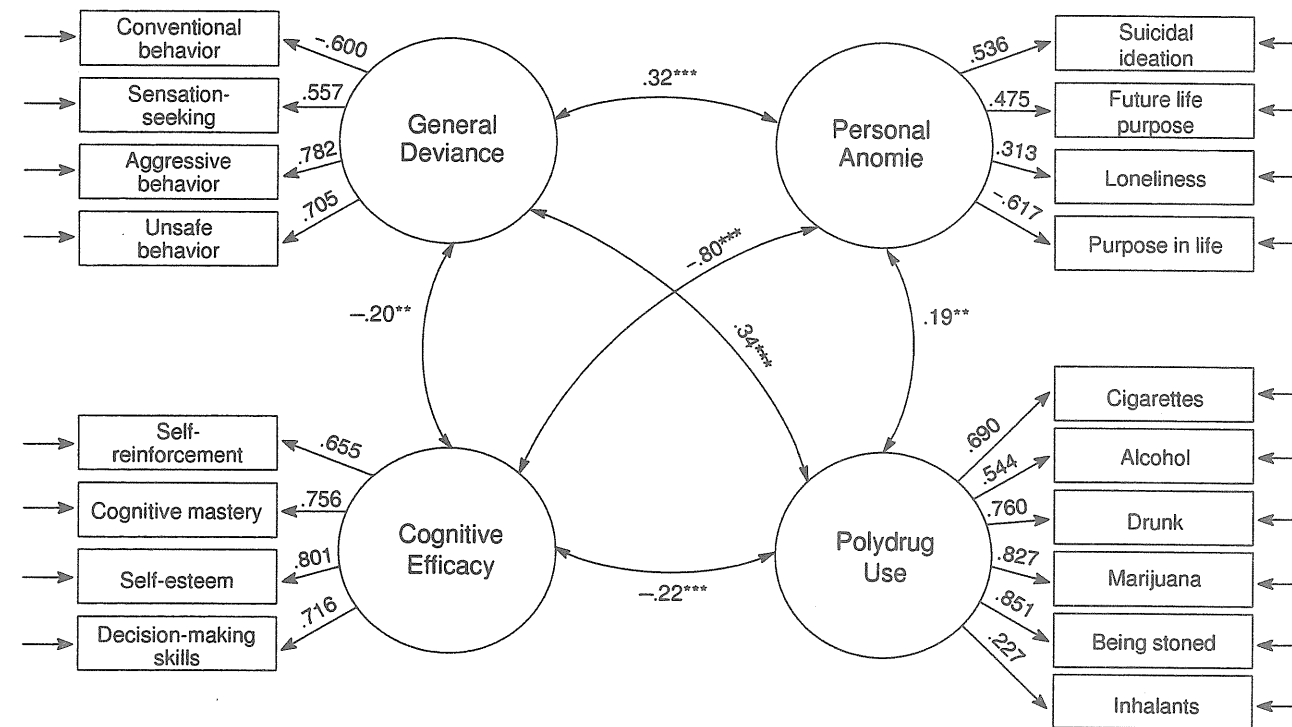 Conventional
behavior
Sensation-
seeking
Aggressive
behavior
Unsafe
behavior
-.600
.557
.782
.705
General
Deviance
.32***
Personal
Anomie
.536
.475
.313
-.617
Suicidal
ideation
Future life
purpose
Loneliness
Purpose in life
–.20**
-.80***
.34***
.19**
Self-
reinforcement
Cognitive mastery
Self-esteem
Decision-making
skills
.655
.756
.801
.716
Cognitive
Efficacy
–.22***
Polydrug
Use
.690
.544
.760
.827
.851
.227
Cigarettes
Alcohol
Drunk
Marijuana
Being stoned
Inhalants